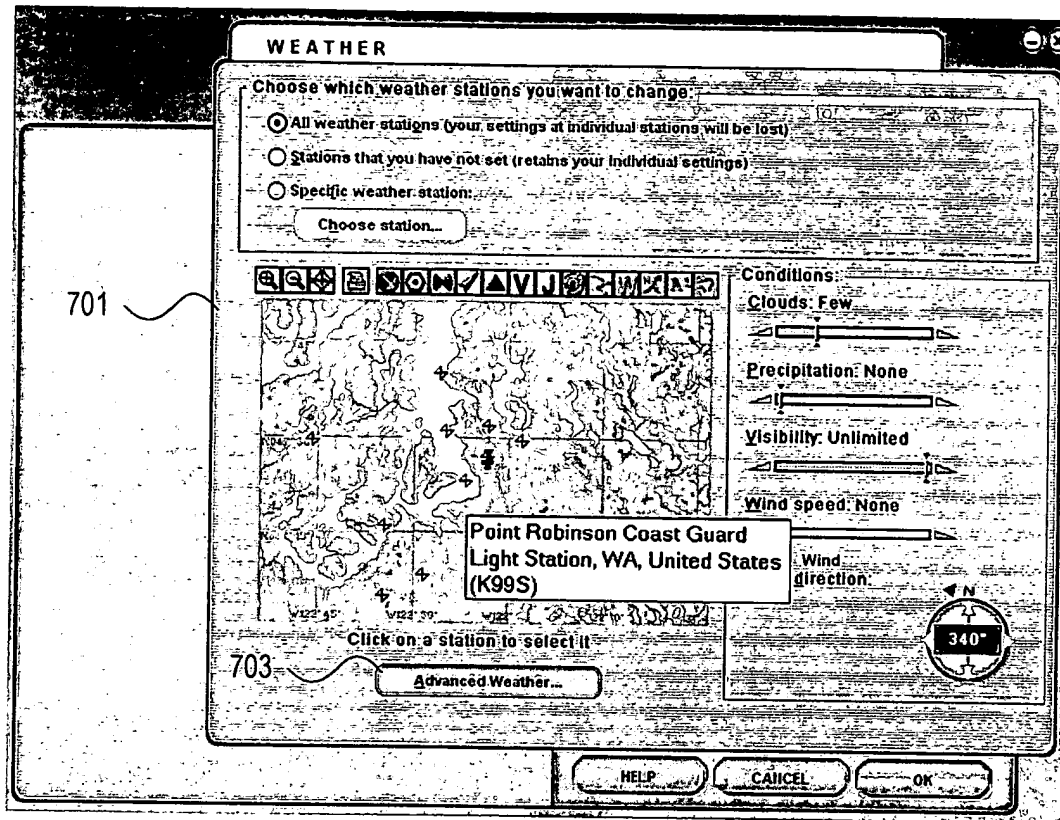 WEATHER
Choose which weather stations you want to change:
All weather stations (your settings at individual stations will be lost)
Stations that you have not set (retains your individual settings)
Specific weather station:
Choose station...
701
Conditions:
Clouds: Few
Precipitation: None
Visibility: Unlimited
Wind speed: None
Point Robinson Coast Guard
Light Station, WA, United States
(K99S)
Wind
direction:
N
340°
Click on a station to select it
703
Advanced Weather...
HELP
CANCEL
OK